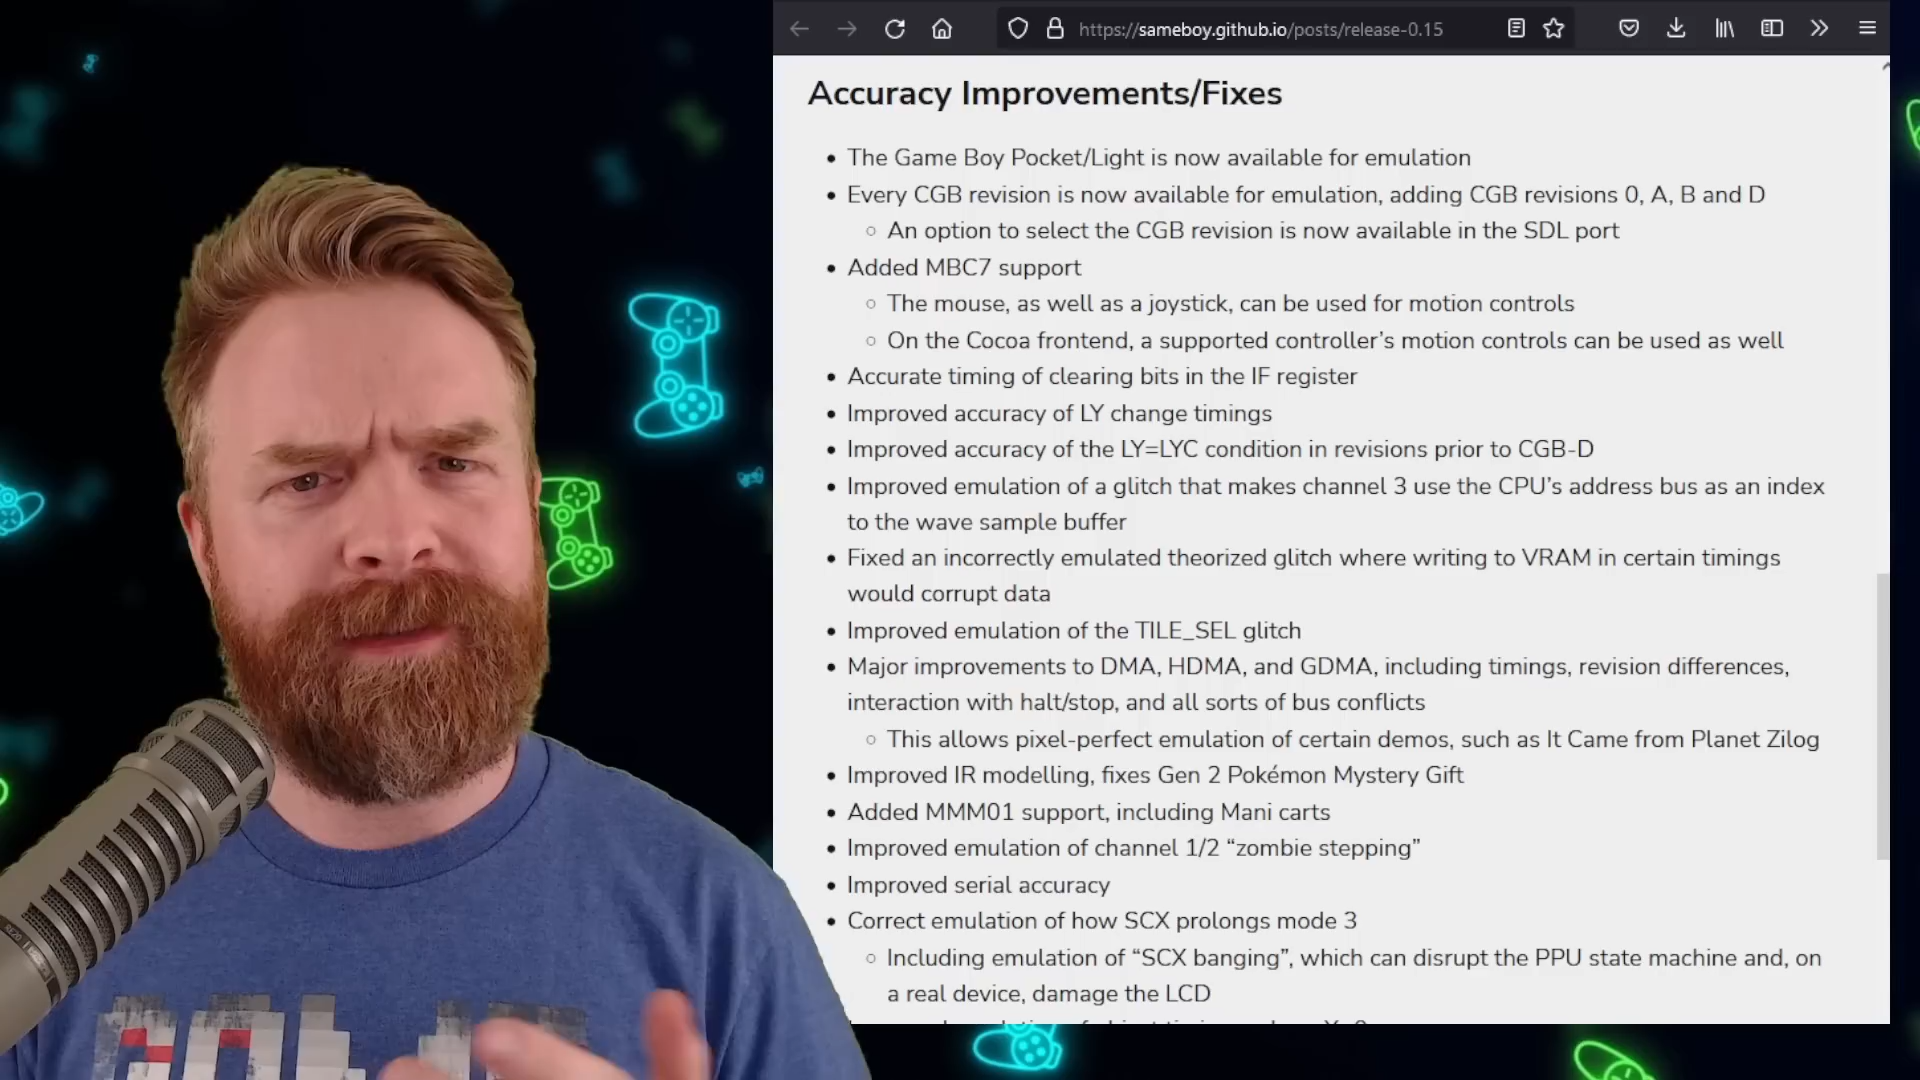 https://sameboy.github.io/posts/release-0.15
Accuracy Improvements/Fixes
The Game Boy Pocket/Light is now available for emulation
Every CGB revision is now available for emulation, adding CGB revisions 0, A, B and D
An option to select the CGB revision is now available in the SDL port
Added MBC7 support
The mouse, as well as a joystick, can be used for motion controls
On the Cocoa frontend, a supported controller’s motion controls can be used as well
Accurate timing of clearing bits in the IF register
Improved accuracy of LY change timings
Improved accuracy of the LY=LYC condition in revisions prior to CGB-D
Improved emulation of a glitch that makes channel 3 use the CPU’s address bus as an index
to the wave sample buffer
Fixed an incorrectly emulated theorized glitch where writing to VRAM in certain timings
would corrupt data
Improved emulation of the TILE_SEL glitch
Major improvements to DMA, HDMA, and GDMA, including timings, revision differences,
interaction with halt/stop, and all sorts of bus conflicts
This allows pixel-perfect emulation of certain demos, such as It Came from Planet Zilog
Improved IR modelling, fixes Gen 2 Pokémon Mystery Gift
Added MMM01 support, including Mani carts
Improved emulation of channel 1/2 “zombie stepping”
Improved serial accuracy
Correct emulation of how SCX prolongs mode 3
Including emulation of “SCX banging”, which can disrupt the PPU state machine and, on
a real device, damage the LCD